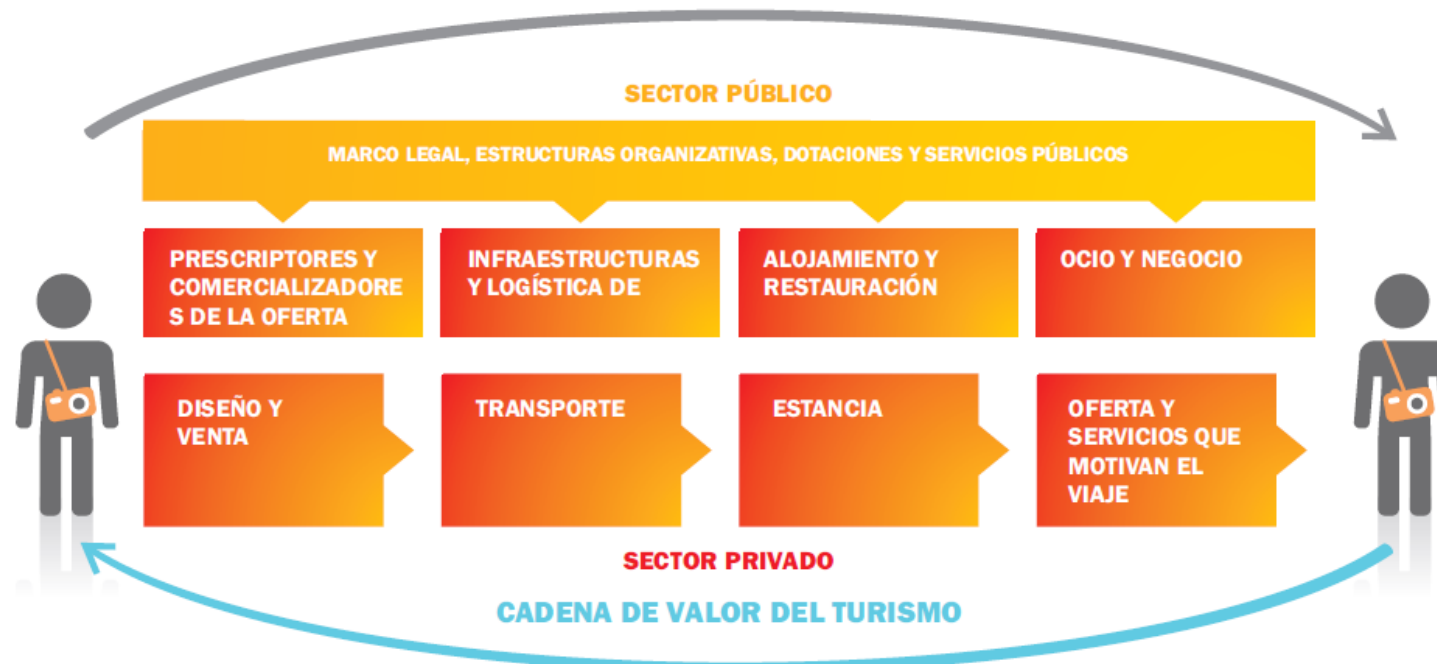 SECTOR PÚBLICO
MARCO LEGAL, ESTRUCTURAS ORGANIZATIVAS, DOTACIONES Y SERVICIOS PÚBLICOS
PRESCRIPTORES Y
COMERCIALIZADORE
S DE LA OFERTA
INFRAESTRUCTURAS
Y LOGÍSTICA DE
ALOJAMIENTO Y
RESTAURACIÓN
OCIO Y NEGOCIO
DISEÑO Y
VENTA
TRANSPORTE
ESTANCIA
OFERTA Y
SERVICIOS QUE
MOTIVAN EL
VIAJE
SECTOR PRIVADO
CADENA DE VALOR DEL TURISMO